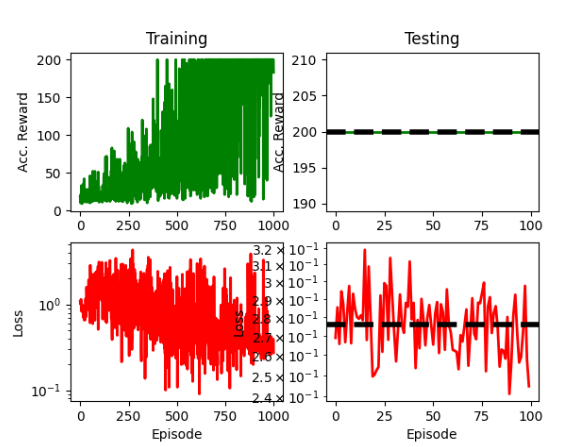 Training
Testing
Acc. Reward
200
150
100
50
0
0
250
500
750
1000
Acc. Reward
210
205
200
195
190
0
25
50
75
100
Loss
10⁰
10⁻¹
0
250
500
750
1000
Episode
Loss
3.2 × 10⁻¹
3.1 × 10⁻¹
3 × 10⁻¹
2.9 × 10⁻¹
2.8 × 10⁻¹
2.7 × 10⁻¹
2.6 × 10⁻¹
2.5 × 10⁻¹
2.4 × 10⁻¹
0
25
50
75
100
Episode